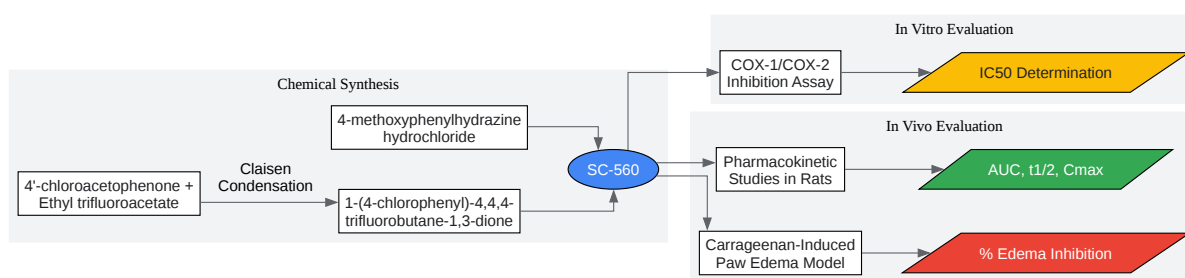 In Vitro Evaluation
COX-1/COX-2
Inhibition Assay
IC50 Determination
Chemical Synthesis
4-methoxyphenylhydrazine
hydrochloride
4'-chloroacetophenone +
Ethyl trifluoroacetate
Claisen
Condensation
1-(4-chlorophenyl)-4,4,4-
trifluorobutane-1,3-dione
SC-560
In Vivo Evaluation
Pharmacokinetic
Studies in Rats
AUC, t1/2, Cmax
Carrageenan-Induced
Paw Edema Model
% Edema Inhibition